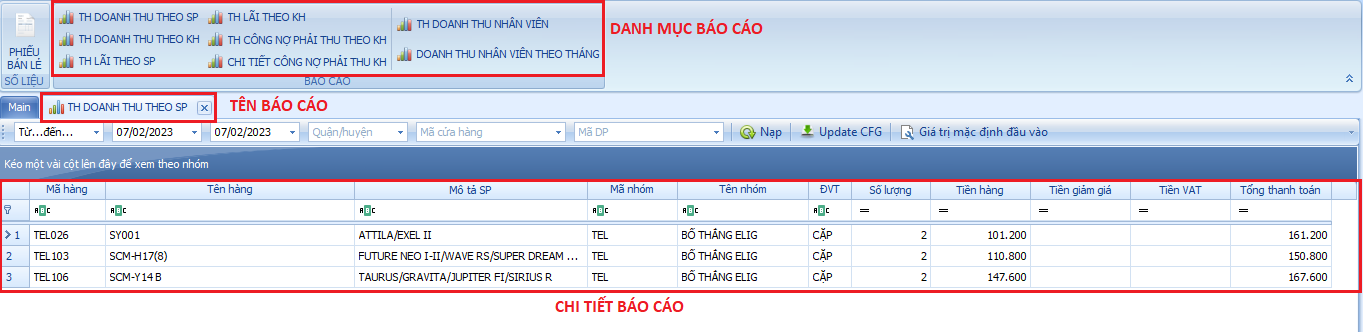 PHIẾU
BÁN LẺ
SỐ LIỆU
TH DOANH THU THEO SP
TH DOANH THU THEO KH
TH LÃI THEO SP
TH LÃI THEO KH
TH CÔNG NỢ PHẢI THU THEO KH
CHI TIẾT CÔNG NỢ PHẢI THU KH
TH DOANH THU NHÂN VIÊN
DOANH THU NHÂN VIÊN THEO THÁNG
BÁO CÁO
DANH MỤC BÁO CÁO
Main TH DOANH THU THEO SP
TÊN BÁO CÁO
Từ...đến... 07/02/2023 07/02/2023 Quận/huyện Mã cửa hàng Mã DP Nạp Update CFG Giá trị mặc định đầu vào
Kéo một vài cột lên đây để xem theo nhóm
Mã hàng Tên hàng Mô tả SP Mã nhóm Tên nhóm ĐVT Số lượng Tiền hàng Tiền giảm giá Tiền VAT Tổng thanh toán
ABC ABC ABC ABC ABC ABC = = = = =
1 TEL026 SY001 ATTILA/EXEL II TEL BỐ THẮNG ELIG CẶP 2 101.200 161.200
2 TEL103 SCM-H17(8) FUTURE NEO I-II/WAVE RS/SUPER DREAM ... TEL BỐ THẮNG ELIG CẶP 2 110.800 150.800
3 TEL106 SCM-Y14 B TAURUS/GRAVITA/JUPITER FI/SIRIUS R TEL BỐ THẮNG ELIG CẶP 2 147.600 167.600
CHI TIẾT BÁO CÁO